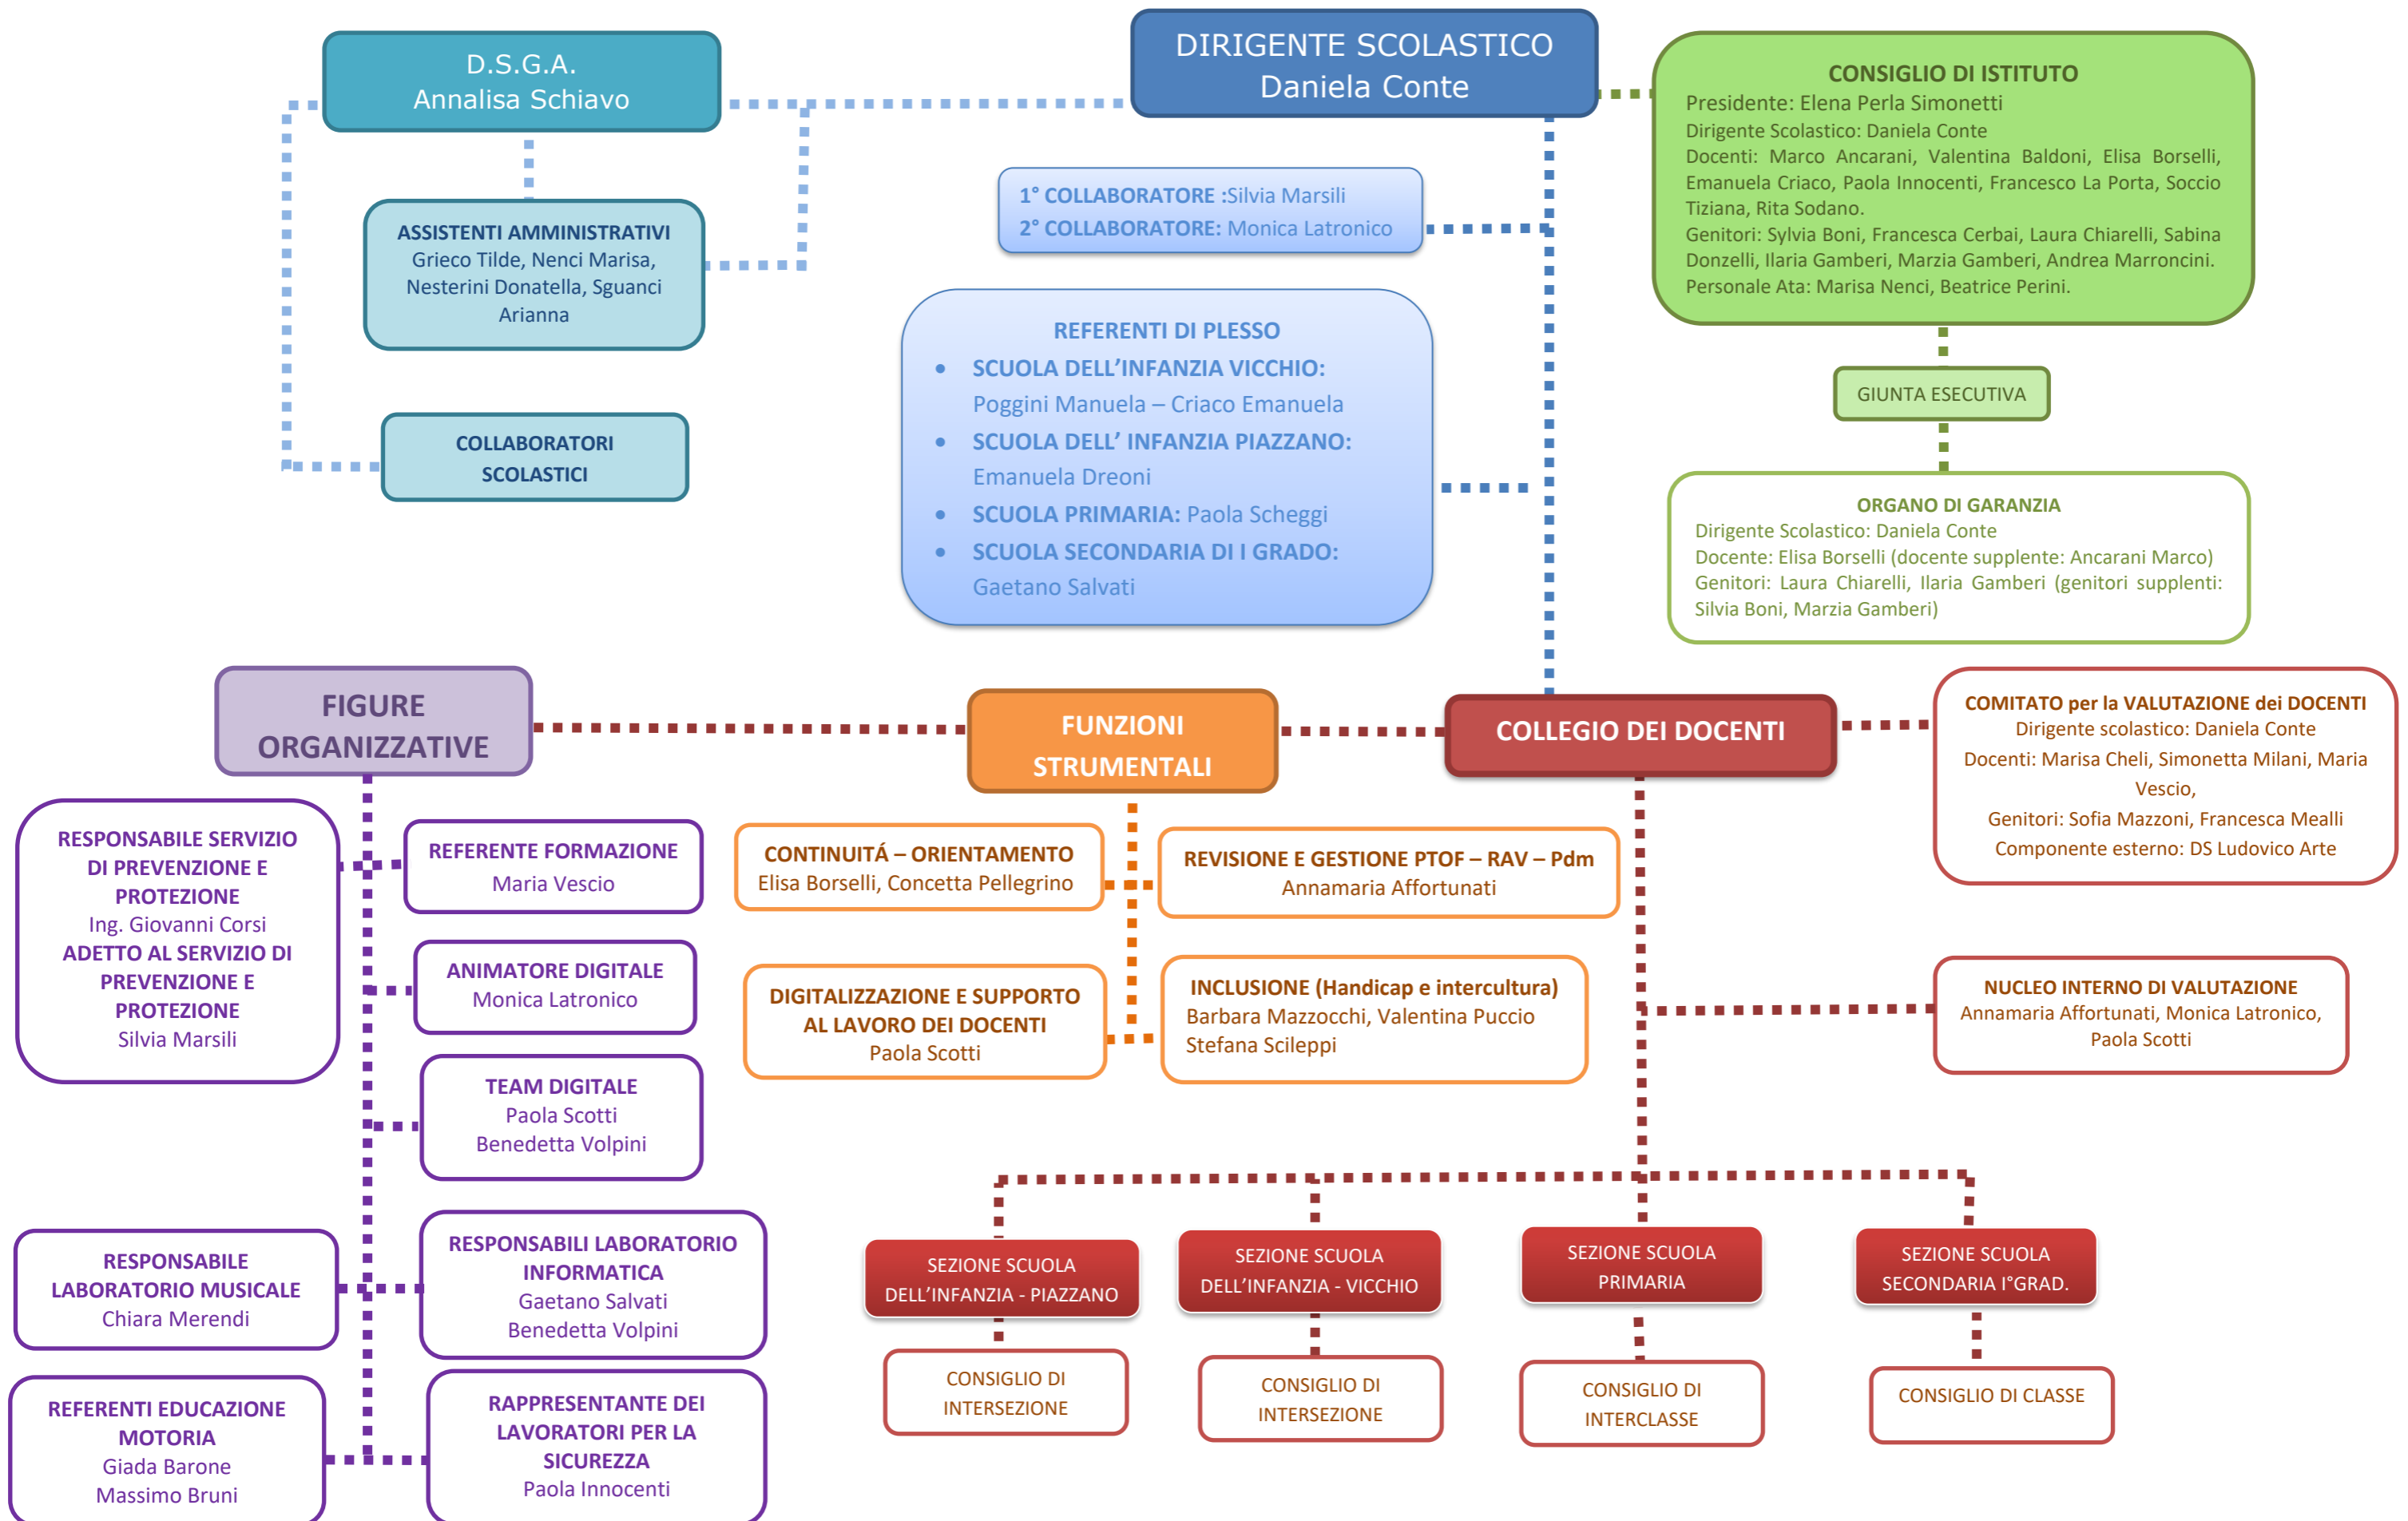 D.S.G.A.
Annalisa Schiavo
DIRIGENTE SCOLASTICO
Daniela Conte
CONSIGLIO DI ISTITUTO
Presidente: Elena Perla Simonetti
Dirigente Scolastico: Daniela Conte
Docenti: Marco Ancarani, Valentina Baldoni, Elisa Borselli,
Emanuela Criaco, Paola Innocenti, Francesco La Porta, Soccio
Tiziana, Rita Sodano.
Genitori: Sylvia Boni, Francesca Cerbai, Laura Chiarelli, Sabina
Donzelli, Ilaria Gamberi, Marzia Gamberi, Andrea Marroncini.
Personale Ata: Marisa Nenci, Beatrice Perini.
1° COLLABORATORE :Silvia Marsili
2° COLLABORATORE: Monica Latronico
ASSISTENTI AMMINISTRATIVI
Grieco Tilde, Nenci Marisa,
Nesterini Donatella, Sguanci
Arianna
COLLABORATORI
SCOLASTICI
REFERENTI DI PLESSO
• SCUOLA DELL'INFANZIA VICCHIO:
Poggini Manuela – Criaco Emanuela
• SCUOLA DELL' INFANZIA PIAZZANO:
Emanuela Dreoni
• SCUOLA PRIMARIA: Paola Scheggi
• SCUOLA SECONDARIA DI I GRADO:
Gaetano Salvati
GIUNTA ESECUTIVA
ORGANO DI GARANZIA
Dirigente Scolastico: Daniela Conte
Docente: Elisa Borselli (docente supplente: Ancarani Marco)
Genitori: Laura Chiarelli, Ilaria Gamberi (genitori supplenti:
Silvia Boni, Marzia Gamberi)
FIGURE
ORGANIZZATIVE
FUNZIONI
STRUMENTALI
COLLEGIO DEI DOCENTI
COMITATO per la VALUTAZIONE dei DOCENTI
Dirigente scolastico: Daniela Conte
Docenti: Marisa Cheli, Simonetta Milani, Maria
Vescio,
Genitori: Sofia Mazzoni, Francesca Mealli
Componente esterno: DS Ludovico Arte
RESPONSABILE SERVIZIO
DI PREVENZIONE E
PROTEZIONE
Ing. Giovanni Corsi
ADETTO AL SERVIZIO DI
PREVENZIONE E
PROTEZIONE
Silvia Marsili
REFERENTE FORMAZIONE
Maria Vescio
ANIMATORE DIGITALE
Monica Latronico
TEAM DIGITALE
Paola Scotti
Benedetta Volpini
CONTINUITÁ – ORIENTAMENTO
Elisa Borselli, Concetta Pellegrino
REVISIONE E GESTIONE PTOF – RAV – Pdm
Annamaria Affortunati
DIGITALIZZAZIONE E SUPPORTO
AL LAVORO DEI DOCENTI
Paola Scotti
INCLUSIONE (Handicap e intercultura)
Barbara Mazzocchi, Valentina Puccio
Stefana Scileppi
NUCLEO INTERNO DI VALUTAZIONE
Annamaria Affortunati, Monica Latronico,
Paola Scotti
RESPONSABILE
LABORATORIO MUSICALE
Chiara Merendi
RESPONSABILI LABORATORIO
INFORMATICA
Gaetano Salvati
Benedetta Volpini
REFERENTI EDUCAZIONE
MOTORIA
Giada Barone
Massimo Bruni
RAPPRESENTANTE DEI
LAVORATORI PER LA
SICUREZZA
Paola Innocenti
SEZIONE SCUOLA
DELL'INFANZIA - PIAZZANO
SEZIONE SCUOLA
DELL'INFANZIA - VICCHIO
SEZIONE SCUOLA
PRIMARIA
SEZIONE SCUOLA
SECONDARIA I°GRAD.
CONSIGLIO DI
INTERSEZIONE
CONSIGLIO DI
INTERSEZIONE
CONSIGLIO DI
INTERCLASSE
CONSIGLIO DI CLASSE